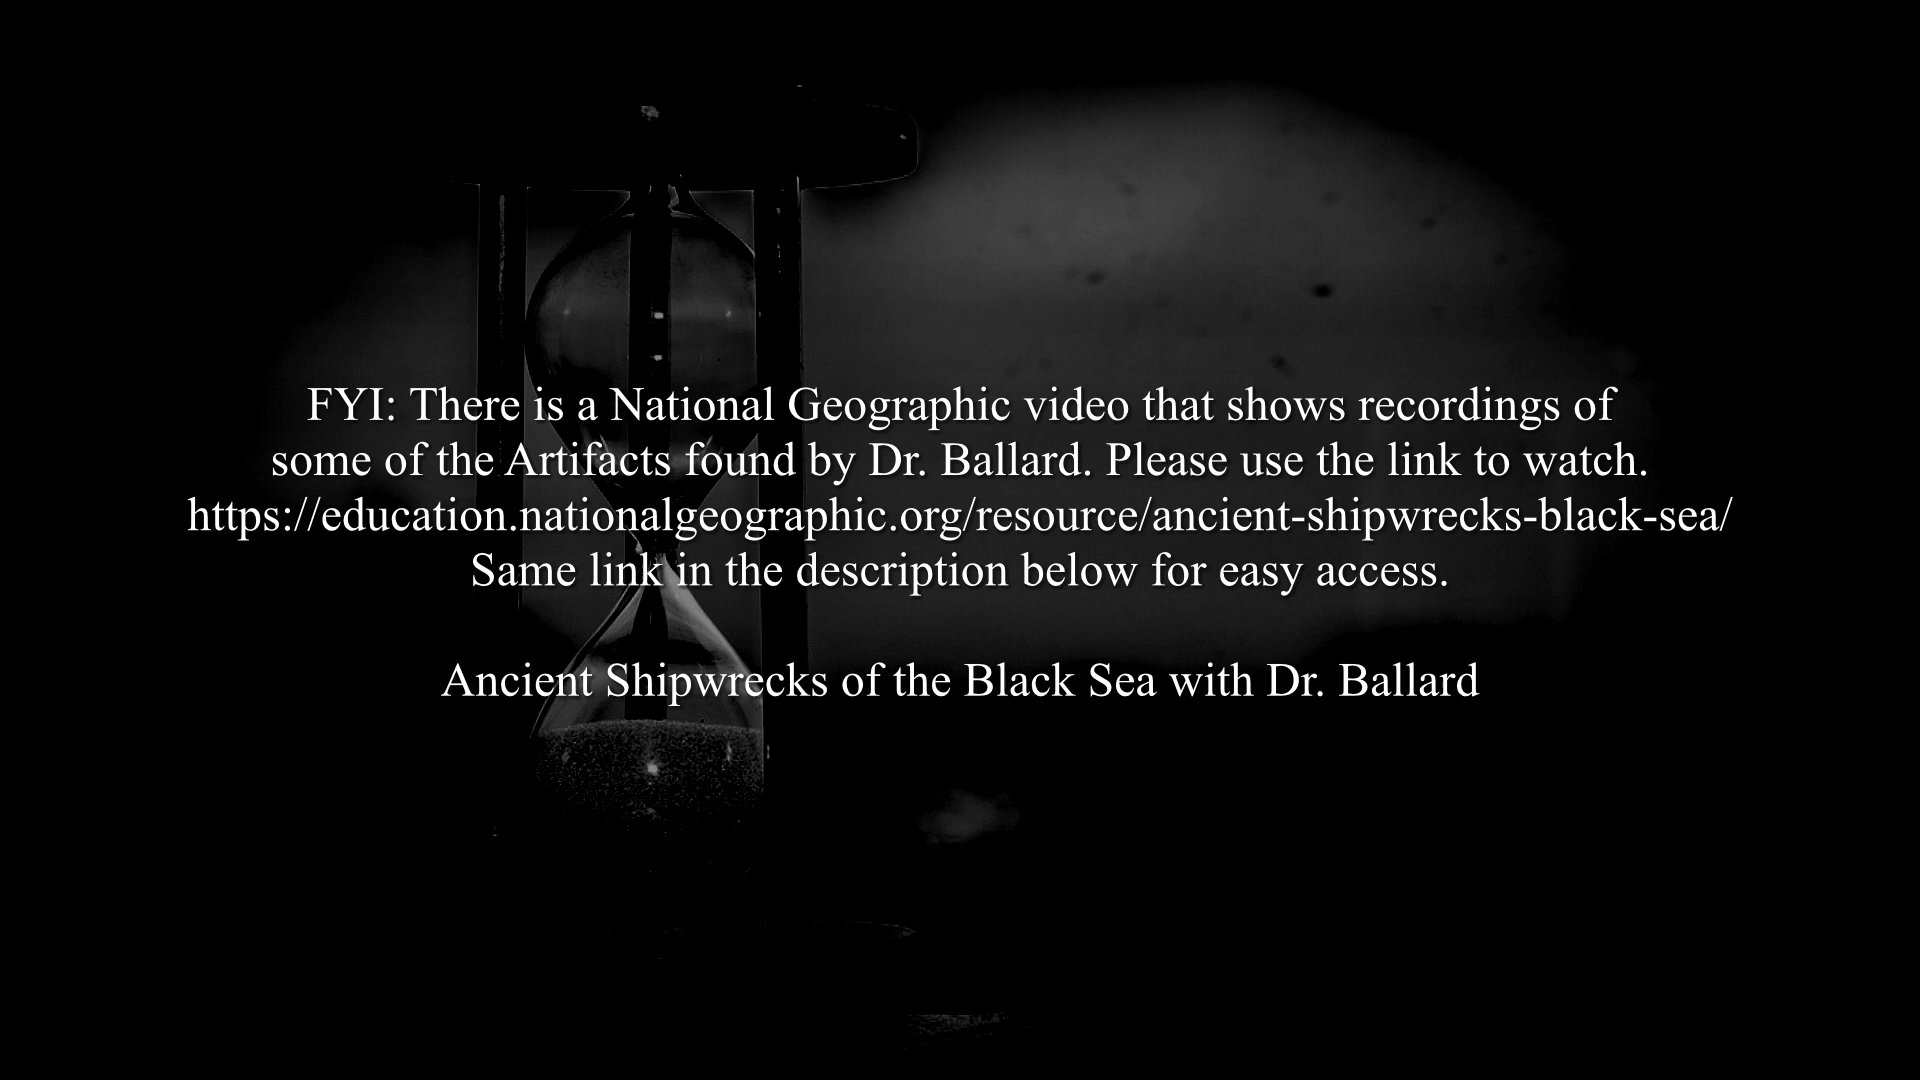 FYI: There is a National Geographic video that shows recordings of
some of the Artifacts found by Dr. Ballard. Please use the link to watch.
https://education.nationalgeographic.org/resource/ancient-shipwrecks-black-sea/
Same link in the description below for easy access.
Ancient Shipwrecks of the Black Sea with Dr. Ballard